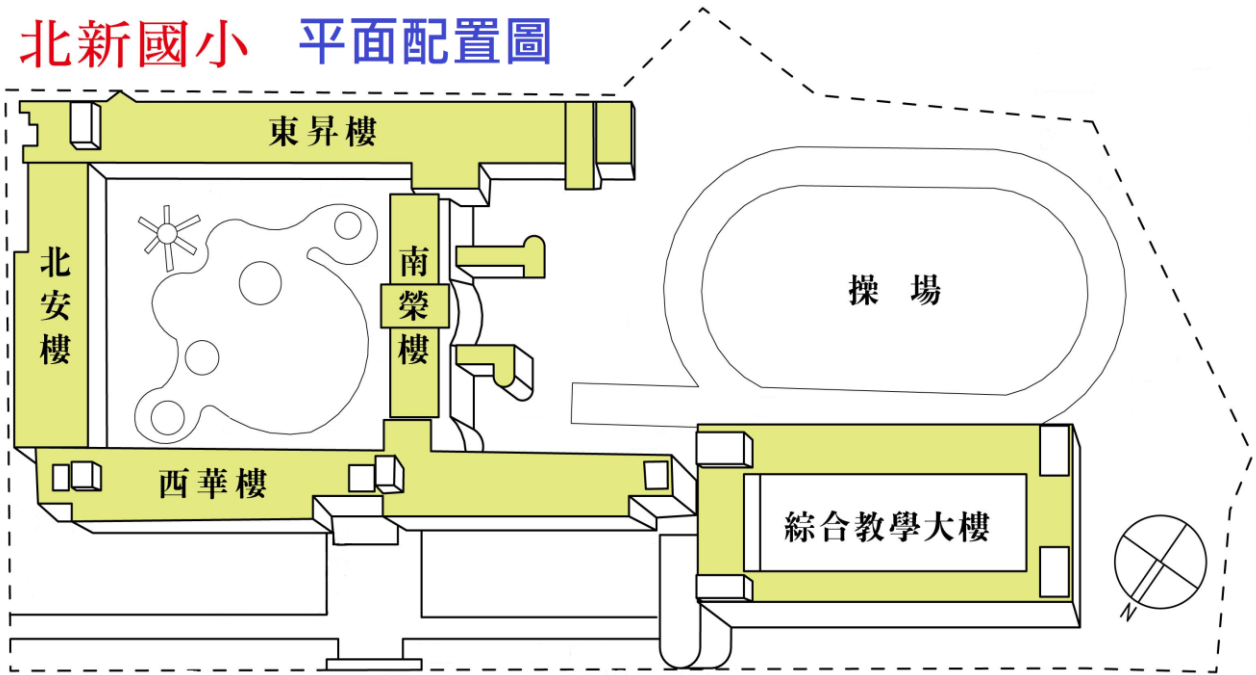 北新國小 平面配置圖
東昇樓
北安樓
南榮樓
操場
西華樓
綜合教學大樓
N